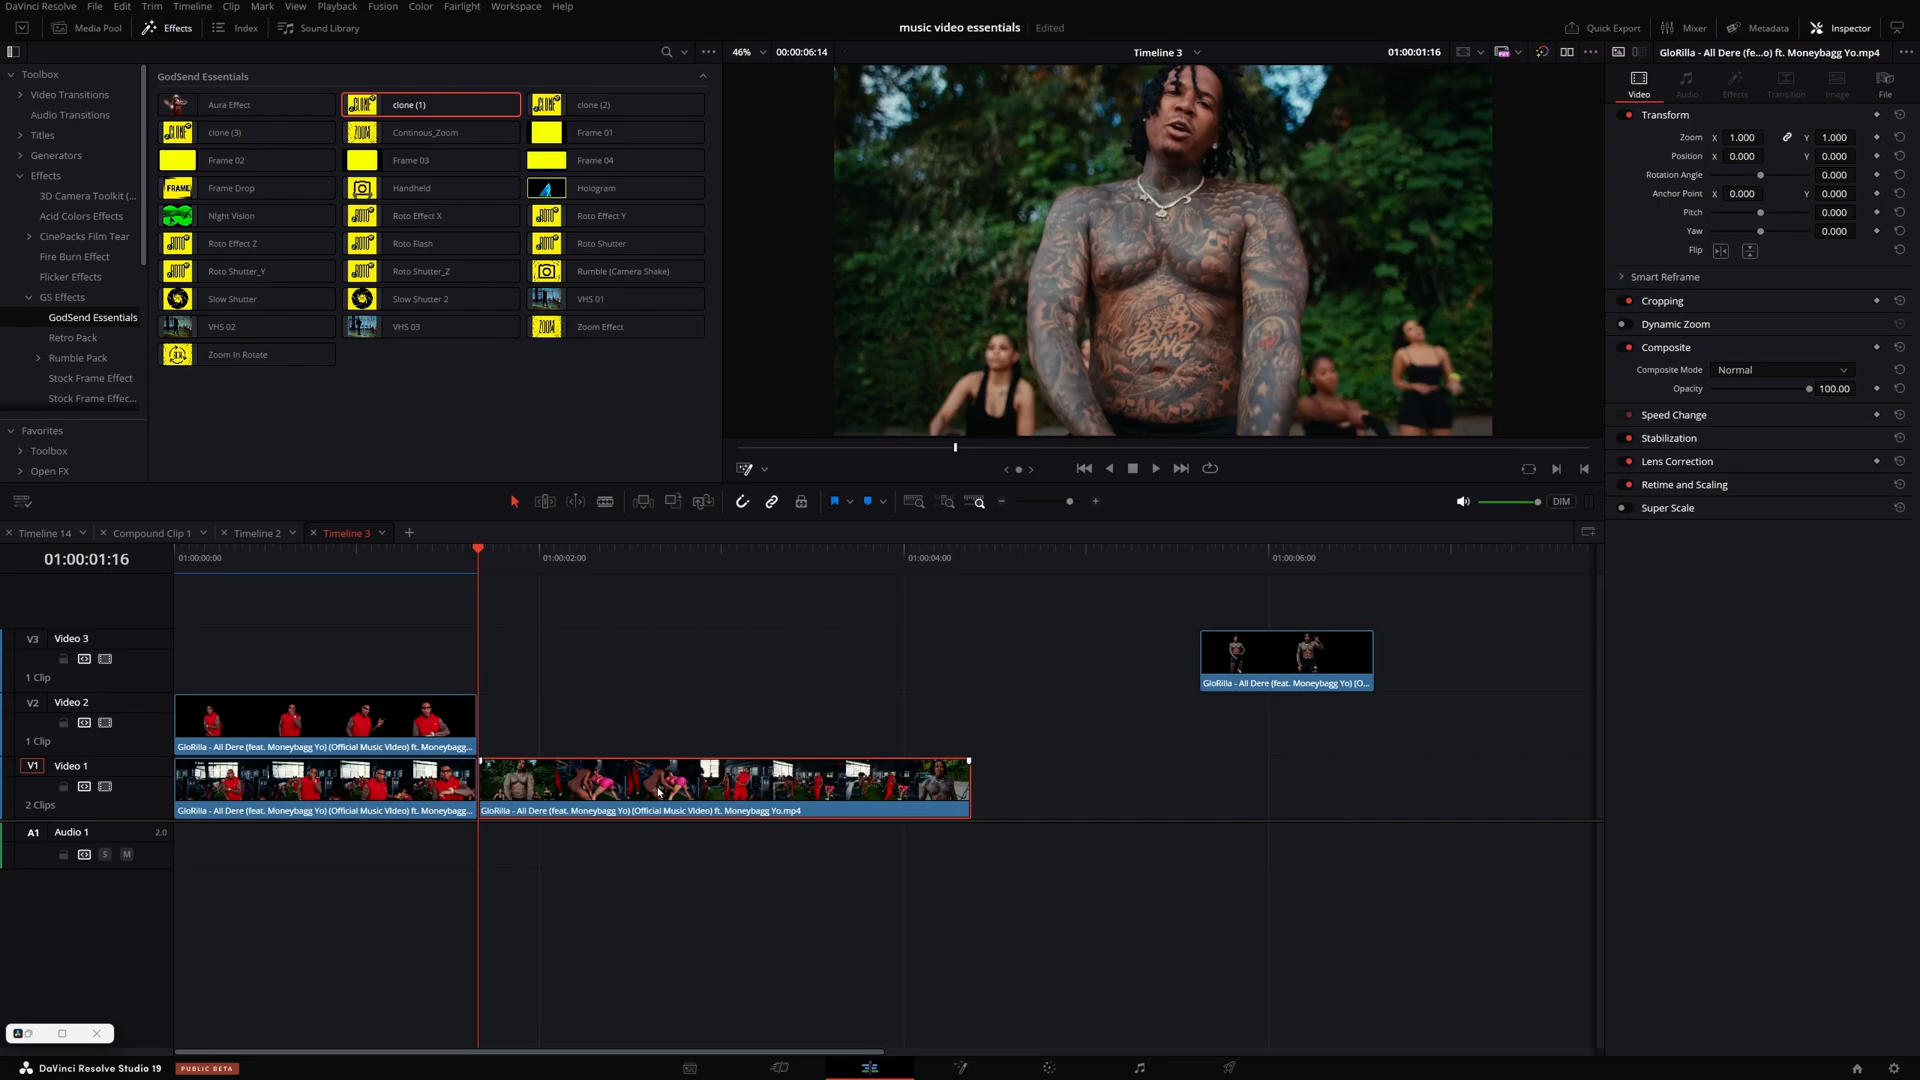 DaVinci Resolve File Edit Trim Timeline Clip Mark View Playback Fusion Color Fairlight Workspace Help
Media Pool Effects Index Sound Library music video essentials Edited Quick Export Mixer Metadata Inspector
46% 00:00:06:14 Timeline 3 01:00:01:16 GloRilla - All Dere (fe...o) ft. Moneybagg Yo.mp4
Toolbox
Video Transitions
Audio Transitions
Titles
Generators
Effects
3D Camera Toolkit (...
Acid Colors Effects
CinePacks Film Tear
Fire Burn Effect
Flicker Effects
GS Effects
GodSend Essentials
Retro Pack
Rumble Pack
Stock Frame Effect
Stock Frame Effec...
Favorites
Toolbox
Open FX
GodSend Essentials
Aura Effect clone (1) clone (2)
clone (3) Continous_Zoom Frame 01
Frame 02 Frame 03 Frame 04
Frame Drop Handheld Hologram
NIght Vision Roto Effect X Roto Effect Y
Roto Effect Z Roto Flash Roto Shutter
Roto Shutter_Y Roto Shutter_Z Rumble (Camera Shake)
Slow Shutter Slow Shutter 2 VHS 01
VHS 02 VHS 03 Zoom Effect
Zoom In Rotate
BREAD
GANG
Video Audio Effects Transition Image File
Transform
Zoom X 1.000 Y 1.000
Position X 0.000 Y 0.000
Rotation Angle 0.000
Anchor Point X 0.000 Y 0.000
Pitch 0.000
Yaw 0.000
Flip
Smart Reframe
Cropping
Dynamic Zoom
Composite
Composite Mode Normal
Opacity 100.00
Speed Change
Stabilization
Lens Correction
Retime and Scaling
Super Scale
DIM
Timeline 14 Compound Clip 1 Timeline 2 Timeline 3
01:00:01:16 01:00:00:00 01:00:02:00 01:00:04:00 01:00:06:00
V3 Video 3
1 Clip
GloRilla - All Dere (feat. Moneybagg Yo) (O...
V2 Video 2
1 Clip
GloRilla - All Dere (feat. Moneybagg Yo) (Official Music VIdeo) ft. Moneybagg...
V1 Video 1
2 Clips
GloRilla - All Dere (feat. Moneybagg Yo) (Official Music VIdeo) ft. Moneybagg...
GloRilla - All Dere (feat. Moneybagg Yo) (Official Music VIdeo) ft. Moneybagg Yo.mp4
A1 Audio 1 2.0
S M
DaVinci Resolve Studio 19 PUBLIC BETA